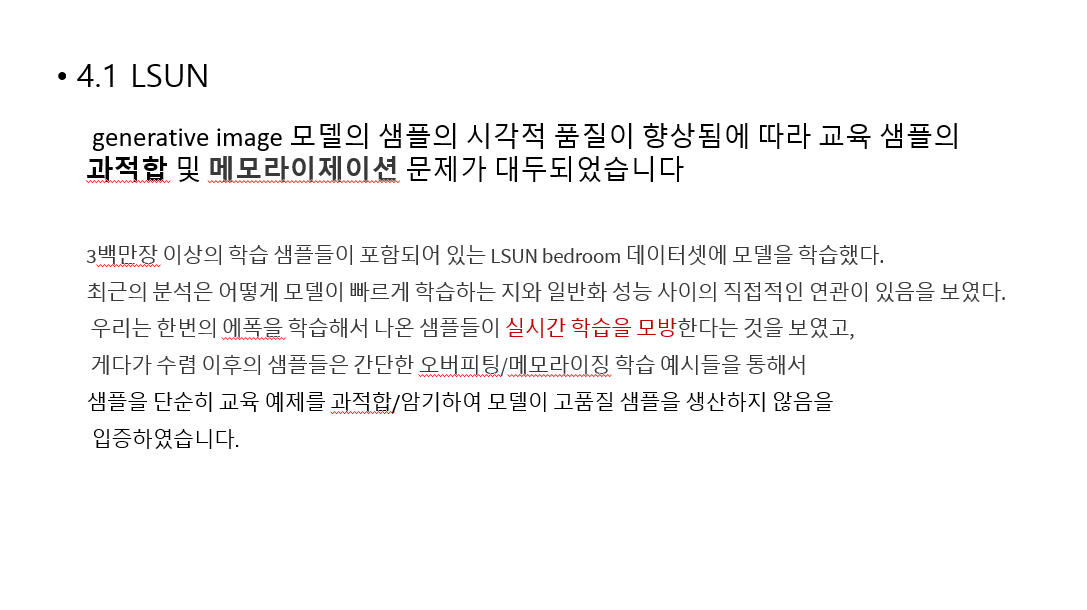 • 4.1 LSUN
generative image 모델의 샘플의 시각적 품질이 향상됨에 따라 교육 샘플의
과적합 및 메모라이제이션 문제가 대두되었습니다
3백만장 이상의 학습 샘플들이 포함되어 있는 LSUN bedroom 데이터셋에 모델을 학습했다.
최근의 분석은 어떻게 모델이 빠르게 학습하는 지와 일반화 성능 사이의 직접적인 연관이 있음을 보였다.
우리는 한번의 에폭을 학습해서 나온 샘플들이 실시간 학습을 모방한다는 것을 보였고,
게다가 수렴 이후의 샘플들은 간단한 오버피팅/메모라이징 학습 예시들을 통해서
샘플을 단순히 교육 예제를 과적합/암기하여 모델이 고품질 샘플을 생산하지 않음을
입증하였습니다.